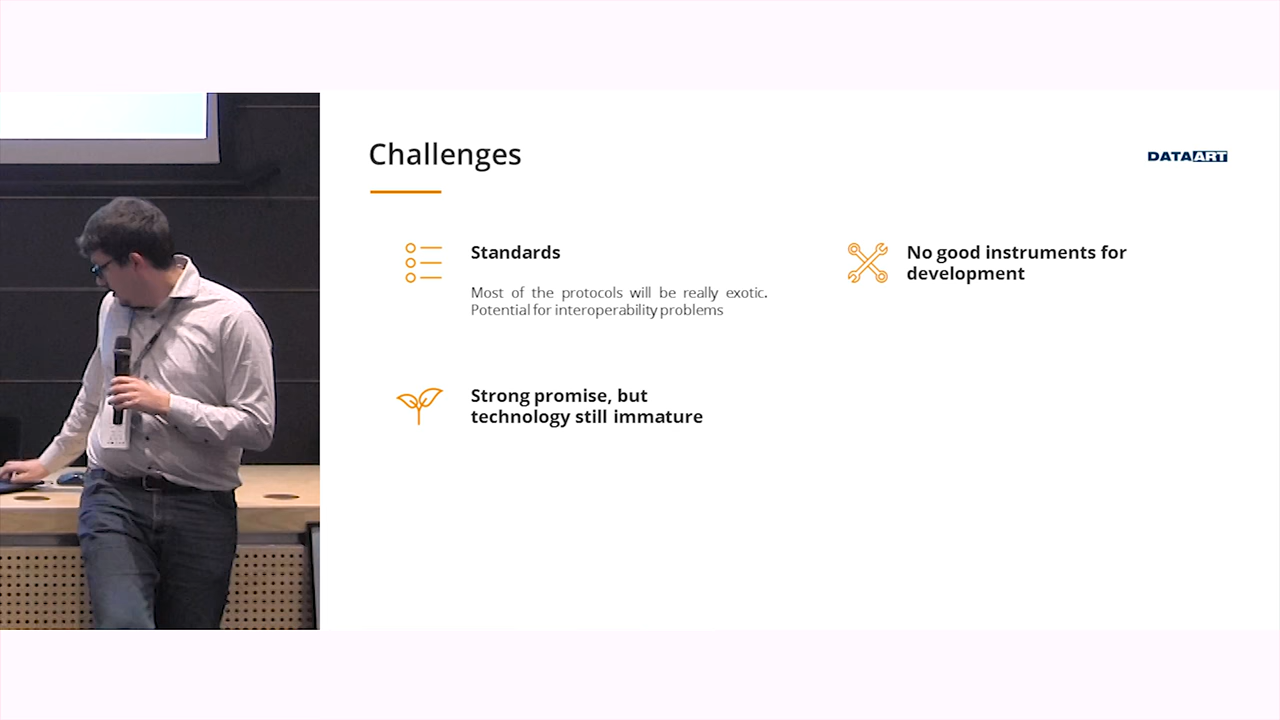 Challenges
DATAART
Standards
Most of the protocols will be really exotic.
Potential for interoperability problems
No good instruments for
development
Strong promise, but
technology still immature